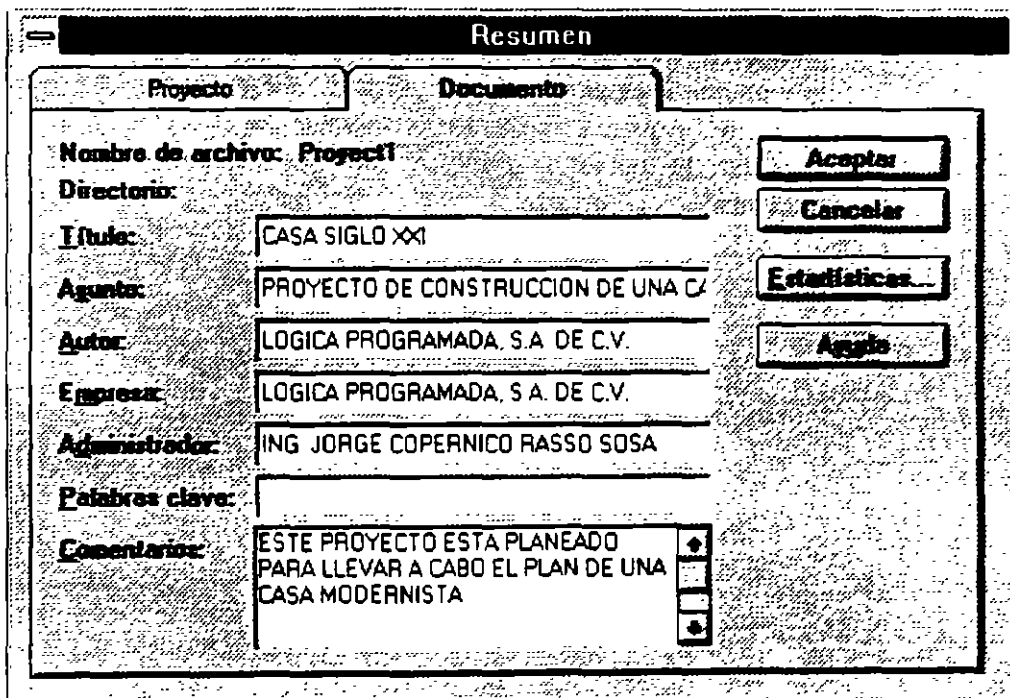 Resumen
Proyecto
Documento
Nombre de archivo: Proyect1
Directorio:
Título: CASA SIGLO XXI
Asunto: PROYECTO DE CONSTRUCCION DE UNA CA
Autor: LOGICA PROGRAMADA, S.A. DE C.V.
Empresa: LOGICA PROGRAMADA, S.A. DE C.V.
Administrador: ING JORGE COPERNICO RASSO SOSA
Palabras clave:
Comentarios: ESTE PROYECTO ESTA PLANEADO
PARA LLEVAR A CABO EL PLAN DE UNA
CASA MODERNISTA
Aceptar
Cancelar
Estadísticas...
Ayuda